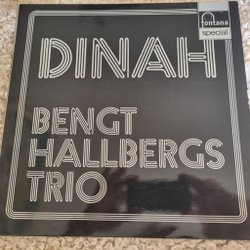 fontana
special
DINAH
BENGT
HALLBERGS
TRIO